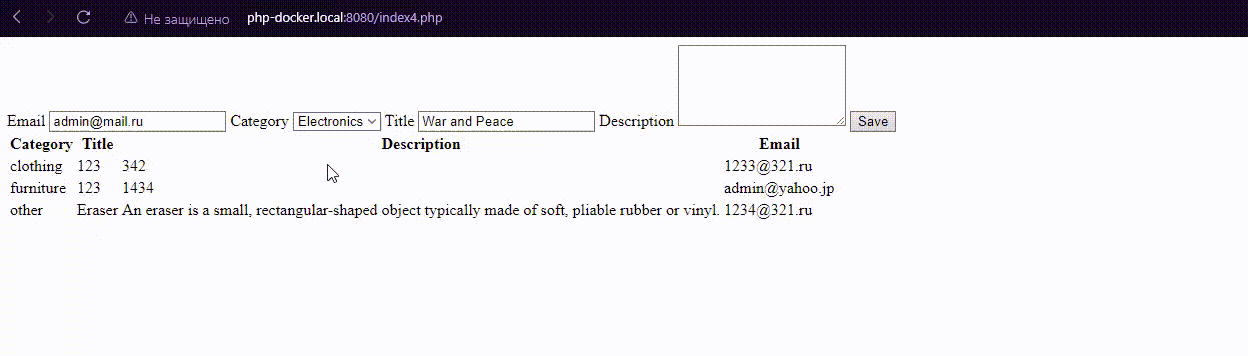 Не защищено php-docker.local:8080/index4.php
Email admin@mail.ru Category Electronics Title War and Peace Description Save
Category Title Description Email
clothing 123 342 1233@321.ru
furniture 123 1434 admin@yahoo.jp
other Eraser An eraser is a small, rectangular-shaped object typically made of soft, pliable rubber or vinyl. 1234@321.ru